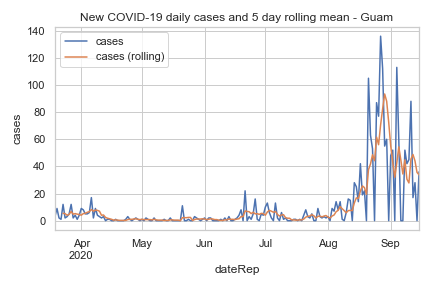 New COVID-19 daily cases and 5 day rolling mean - Guam
140
120
100
80
60
40
20
0
cases
cases
cases (rolling)
Apr
2020
May
Jun
Jul
Aug
Sep
dateRep